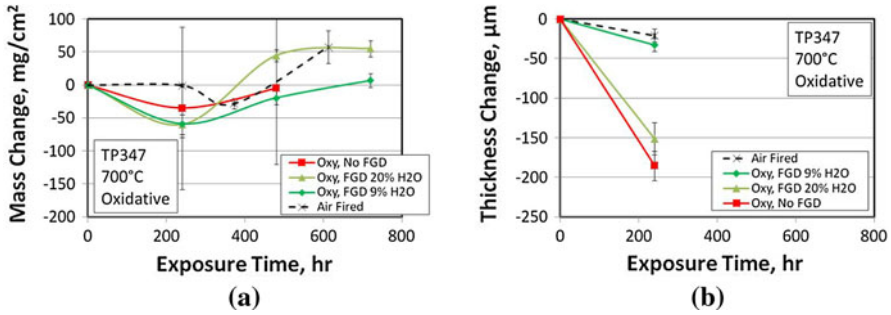 Mass Change, mg/cm²
100
50
0
-50
-100
-150
-200
TP347
700°C
Oxidative
Oxy, No FGD
Oxy, FGD 20% H2O
Oxy, FGD 9% H2O
Air Fired
0
200
400
600
800
Exposure Time, hr
(a)
Thickness Change, µm
0
-50
-100
-150
-200
-250
TP347
700°C
Oxidative
Air Fired
Oxy, FGD 9% H2O
Oxy, FGD 20% H2O
Oxy, No FGD
0
200
400
600
800
Exposure Time, hr
(b)